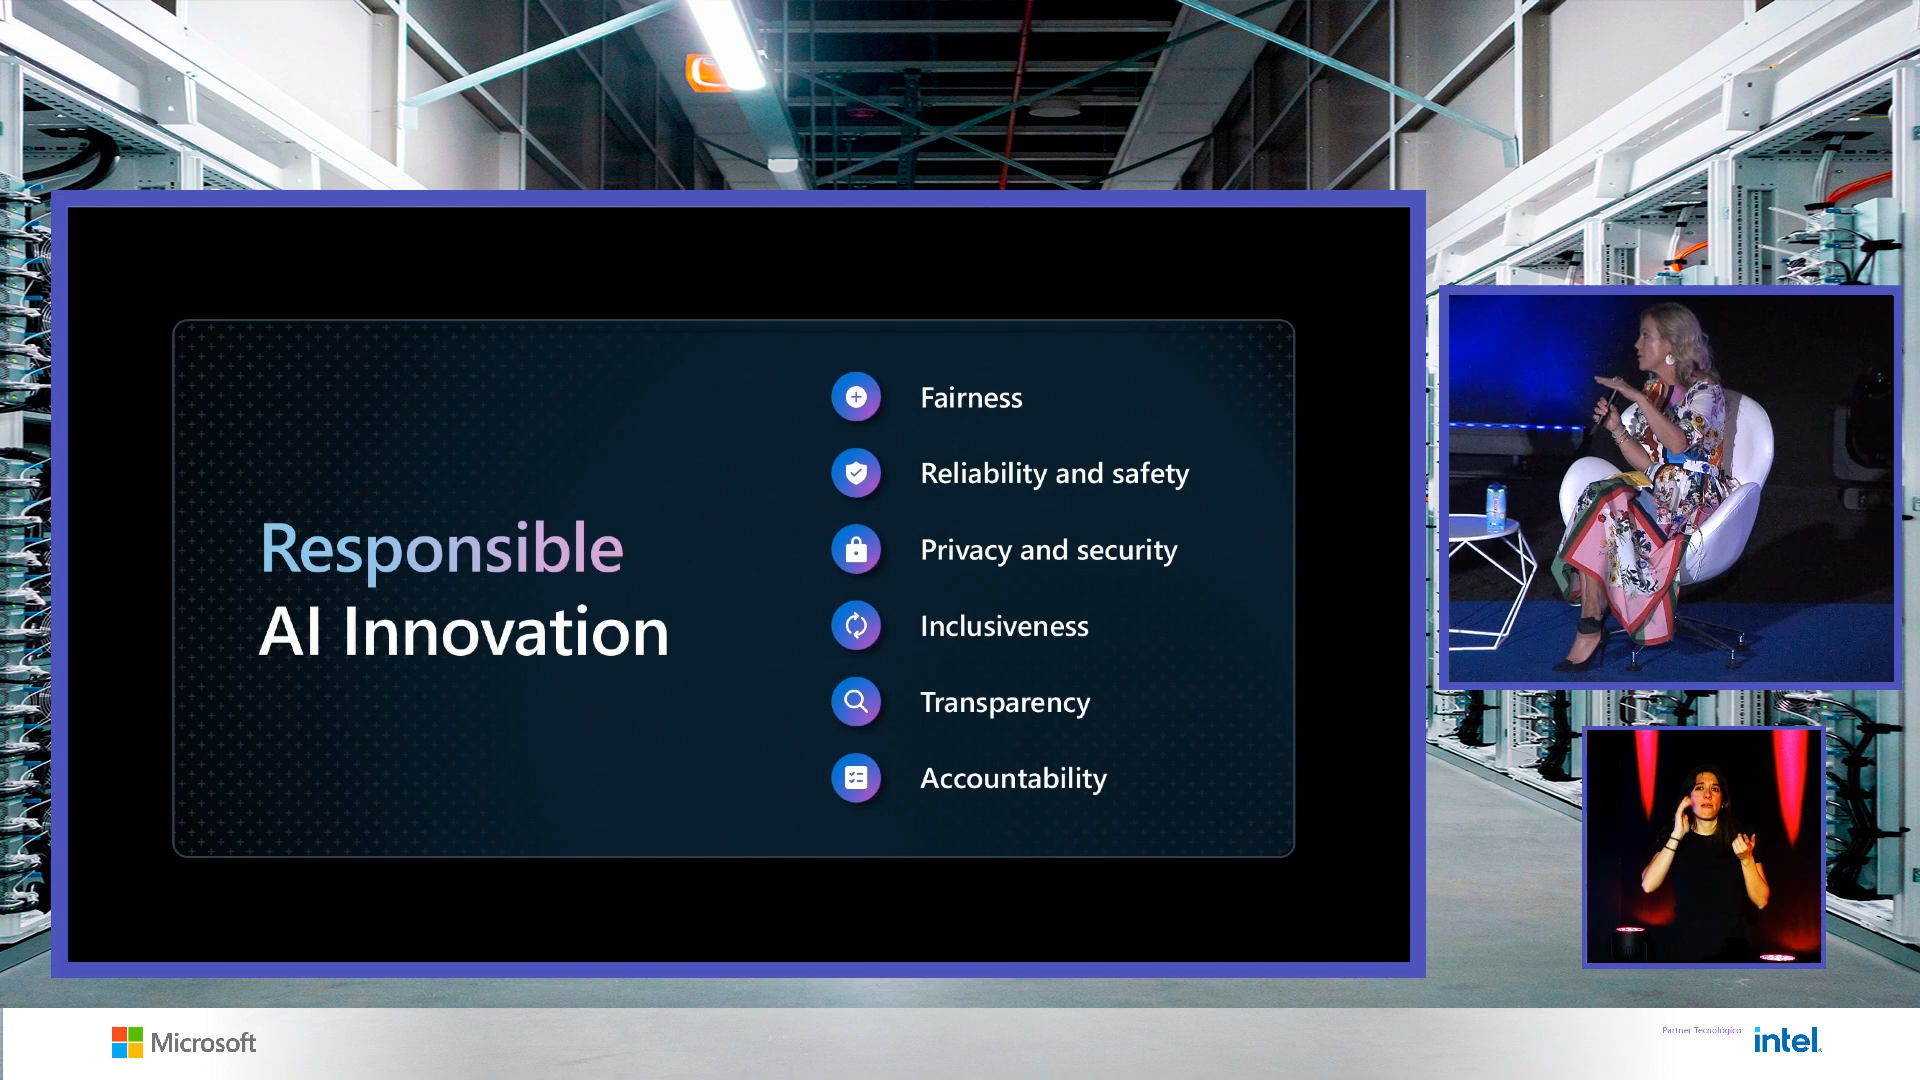 Responsible
AI Innovation
Fairness
Reliability and safety
Privacy and security
Inclusiveness
Transparency
Accountability
Microsoft
Partner Tecnológico
intel.